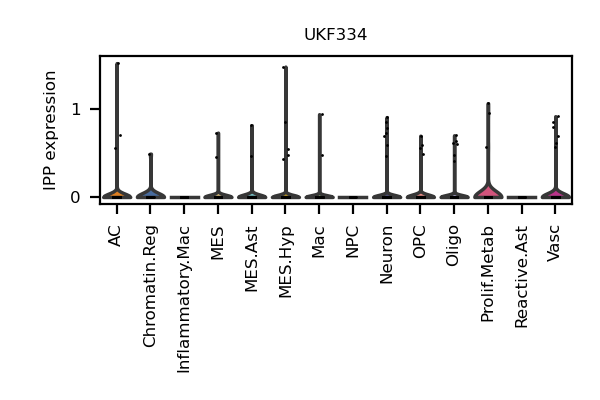 UKF334
IPP expression
1
0
AC
Chromatin.Reg
Inflammatory.Mac
MES
MES.Ast
MES.Hyp
Mac
NPC
Neuron
OPC
Oligo
Prolif.Metab
Reactive.Ast
Vasc